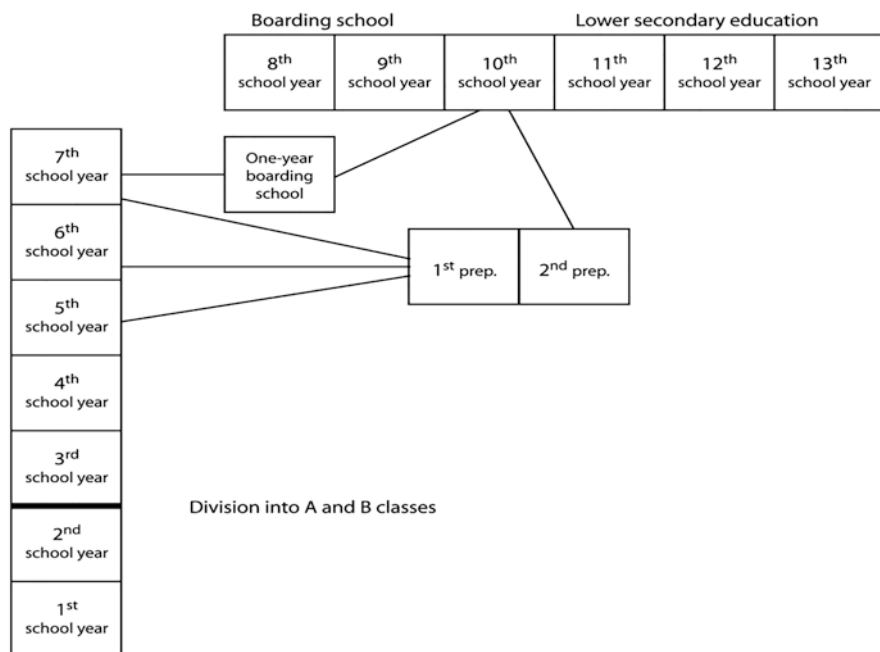 Boarding school
Lower secondary education
8th
school year
9th
school year
10th
school year
11th
school year
12th
school year
13th
school year
7th
school year
One-year
boarding
school
6th
school year
1st prep.
2nd prep.
5th
school year
4th
school year
3rd
school year
Division into A and B classes
2nd
school year
1st
school year